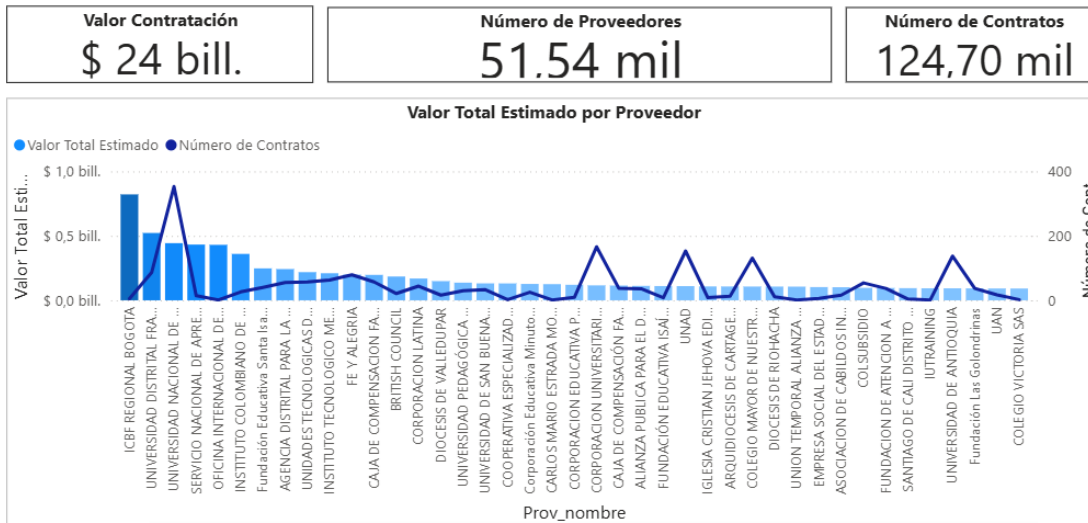 Valor Contratación
$ 24 bill.
Número de Proveedores
51,54 mil
Número de Contratos
124,70 mil
Valor Total Estimado por Proveedor
Valor Total Estimado Número de Contratos
Valor Total Esti...
$ 1,0 bill.
$ 0,5 bill.
$ 0,0 bill.
400
200
0
Número de Cont...
ICBF REGIONAL BOGOTA
UNIVERSIDAD DISTRITAL FRA...
UNIVERSIDAD NACIONAL DE ...
SERVICIO NACIONAL DE APRE...
OFICINA INTERNACIONAL DE...
INSTITUTO COLOMBIANO DE ...
Fundación Educativa Santa Isa...
AGENCIA DISTRITAL PARA LA ...
UNIDADES TECNOLOGICAS D...
INSTITUTO TECNOLOGICO ME...
FE Y ALEGRIA
CAJA DE COMPENSACION FA...
BRITISH COUNCIL
CORPORACION LATINA
DIOCESIS DE VALLEDUPAR
UNIVERSIDAD PEDAGÓGICA ...
UNIVERSIDAD DE SAN BUENA...
COOPERATIVA ESPECIALIZAD...
Corporación Educativa Minuto...
CARLOS MARIO ESTRADA MO...
CORPORACION EDUCATIVA P...
CORPORACION UNIVERSITARI...
CAJA DE COMPENSACIÓN FA...
ALIANZA PUBLICA PARA EL D...
FUNDACIÓN EDUCATIVA ISAI...
UNAD
IGLESIA CRISTIAN JEHOVA EDI...
ARQUIDIOCESIS DE CARTAGE...
COLEGIO MAYOR DE NUESTR...
DIOCESIS DE RIOHACHA
UNION TEMPORAL ALIANZA ...
EMPRESA SOCIAL DEL ESTAD...
ASOCIACION DE CABILDOS IN...
COLSUBSIDIO
FUNDACION DE ATENCION A ...
SANTIAGO DE CALI DISTRITO ...
IUTRAINING
UNIVERSIDAD DE ANTIOQUIA
Fundación Las Golondrinas
UAN
COLEGIO VICTORIA SAS
Prov_nombre